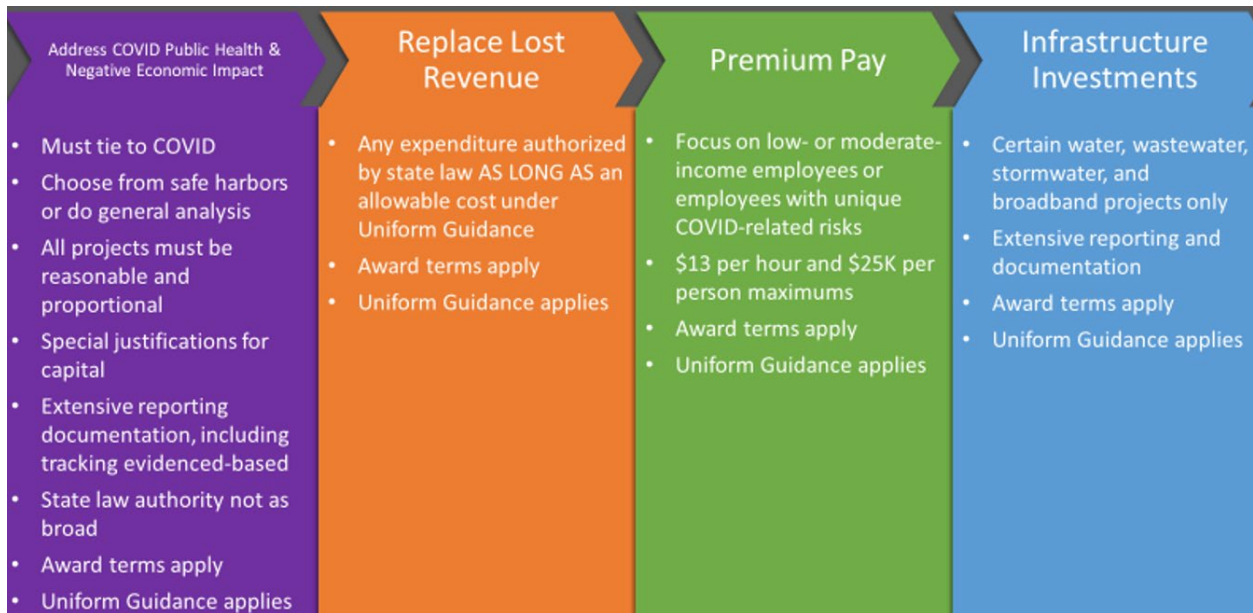 Address COVID Public Health &
Negative Economic Impact
• Must tie to COVID
• Choose from safe harbors
or do general analysis
• All projects must be
reasonable and
proportional
• Special justifications for
capital
• Extensive reporting
documentation, including
tracking evidenced-based
• State law authority not as
broad
• Award terms apply
• Uniform Guidance applies
Replace Lost
Revenue
• Any expenditure authorized
by state law AS LONG AS an
allowable cost under
Uniform Guidance
• Award terms apply
• Uniform Guidance applies
Premium Pay
• Focus on low- or moderate-
income employees or
employees with unique
COVID-related risks
• $13 per hour and $25K per
person maximums
• Award terms apply
• Uniform Guidance applies
Infrastructure
Investments
• Certain water, wastewater,
stormwater, and
broadband projects only
• Extensive reporting and
documentation
• Award terms apply
• Uniform Guidance applies